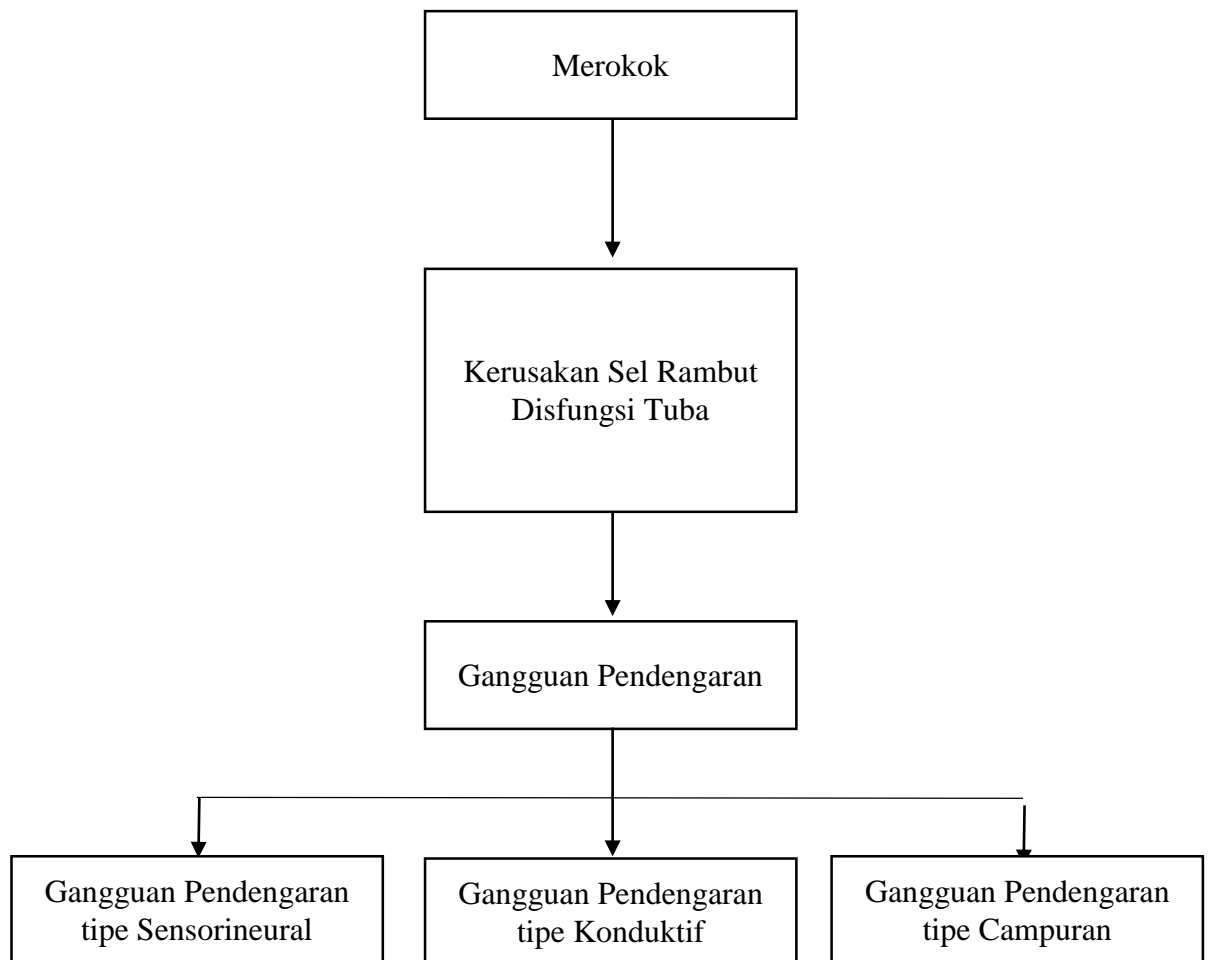 Merokok
Kerusakan Sel Rambut
Disfungsi Tuba
Gangguan Pendengaran
Gangguan Pendengaran
tipe Sensorineural
Gangguan Pendengaran
tipe Konduktif
Gangguan Pendengaran
tipe Campuran